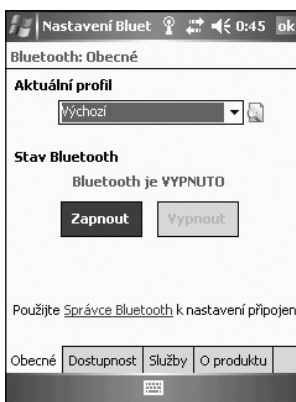 Nastavení Bluet 0:45 ok
Bluetooth: Obecné
Aktuální profil
Výchozí
Stav Bluetooth
Bluetooth je VYPNUTO
Zapnout Vypnout
Použijte Správce Bluetooth k nastavení připojen
Obecné Dostupnost Služby O produktu